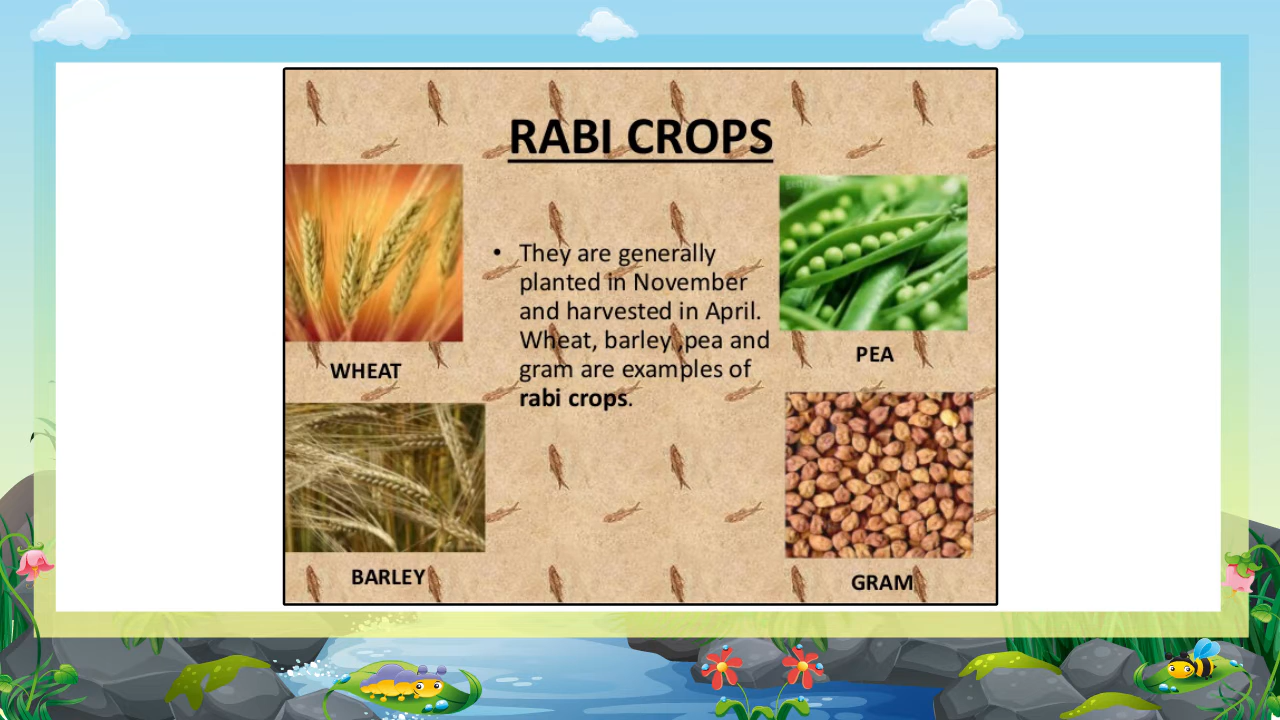 RABI CROPS
• They are generally
planted in November
and harvested in April.
Wheat, barley ,pea and
gram are examples of
rabi crops.
WHEAT
PEA
BARLEY
GRAM